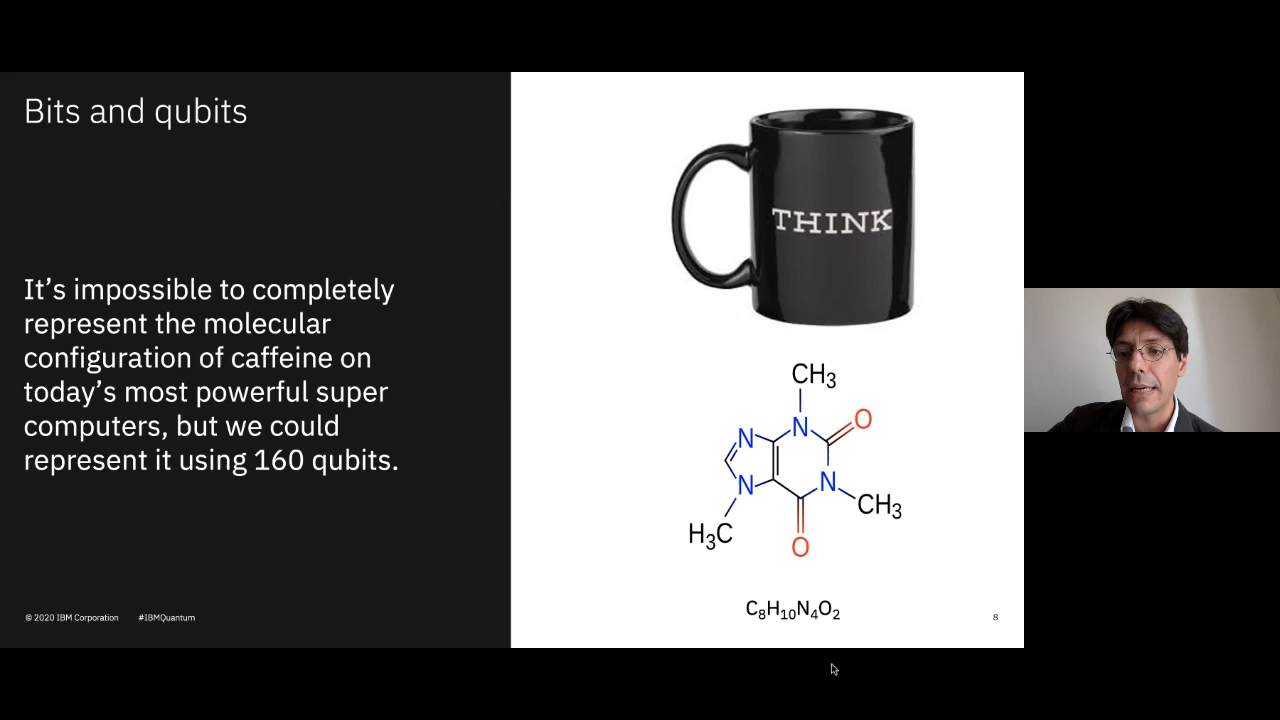 Bits and qubits
It’s impossible to completely
represent the molecular
configuration of caffeine on
today’s most powerful super
computers, but we could
represent it using 160 qubits.
© 2020 IBM Corporation #IBMQuantum
THINK
CH₃
O
N
N
N
N
CH₃
H₃C
O
C₈H₁₀N₄O₂
8